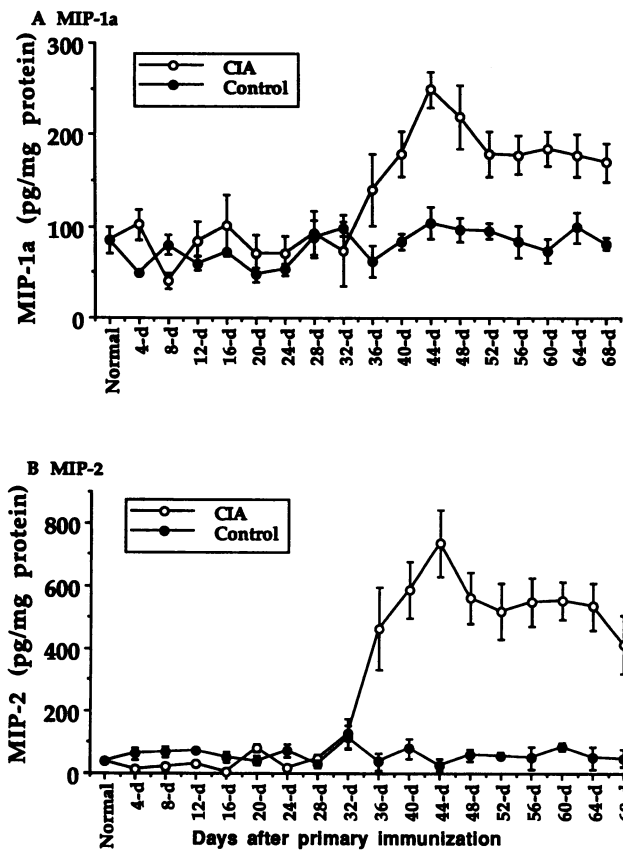 A MIP-1a
MIP-1a (pg/mg protein)
300
200
100
0
CIA
Control
Normal
4-d
8-d
12-d
16-d
20-d
24-d
28-d
32-d
36-d
40-d
44-d
48-d
52-d
56-d
60-d
64-d
68-d
B MIP-2
MIP-2 (pg/mg protein)
800
600
400
200
0
CIA
Control
Normal
4-d
8-d
12-d
16-d
20-d
24-d
28-d
32-d
36-d
40-d
44-d
48-d
52-d
56-d
60-d
64-d
68-d
Days after primary immunization